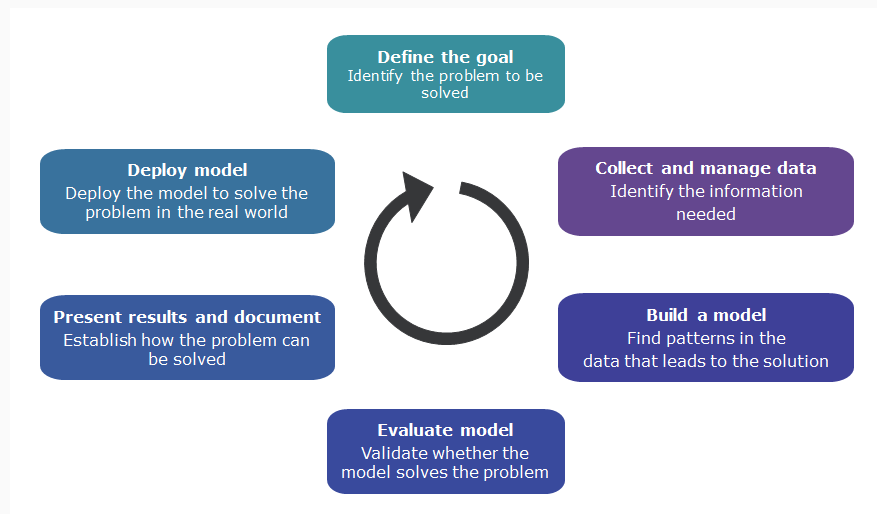 Define the goal
Identify the problem to be
solved
Collect and manage data
Identify the information
needed
Build a model
Find patterns in the
data that leads to the solution
Evaluate model
Validate whether the
model solves the problem
Present results and document
Establish how the problem can
be solved
Deploy model
Deploy the model to solve the
problem in the real world